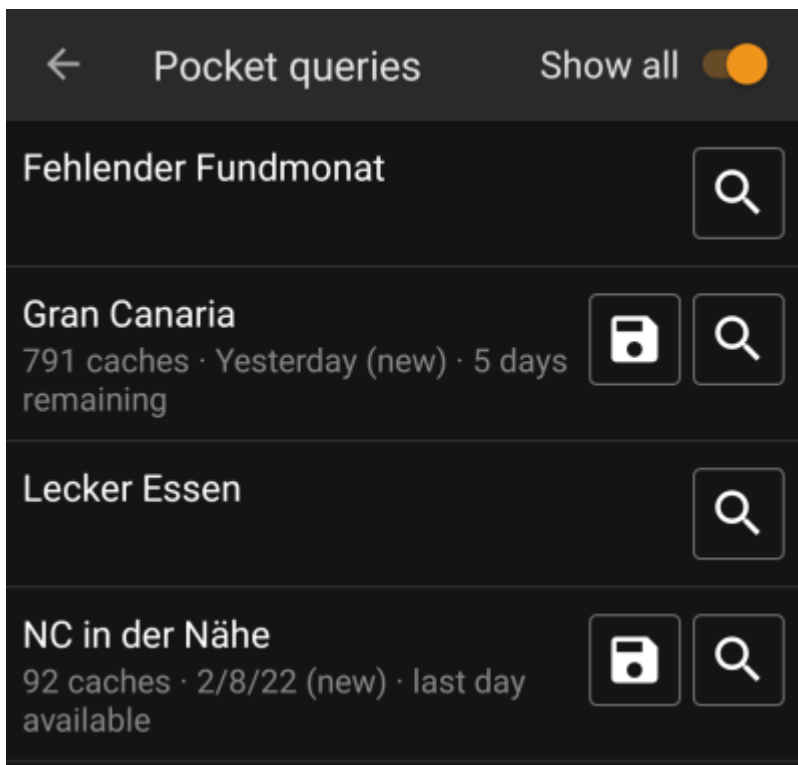 Pocket queries Show all
Fehlender Fundmonat
Gran Canaria
791 caches · Yesterday (new) · 5 days
remaining
Lecker Essen
NC in der Nähe
92 caches · 2/8/22 (new) · last day
available